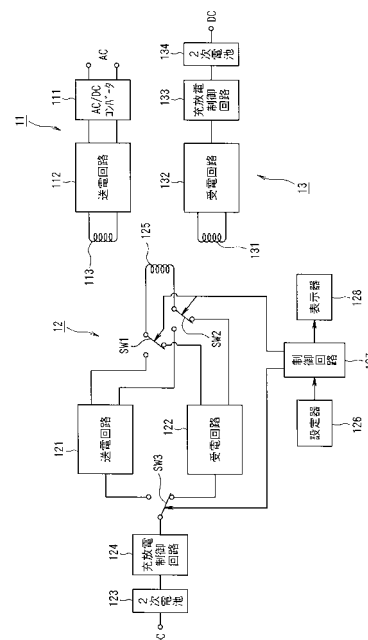 11
AC
111
AC/DC
コンバータ
112
送電回路
113
DC
134
2
次
電
池
133
充放電
制御
回路
132
受電回路
131
13
12
125
SW1
SW2
121
送電回路
122
受電回路
SW3
124
充放電
制御
回路
123
2
次
電
池
C
128
表示器
制御
回路
126
設定器